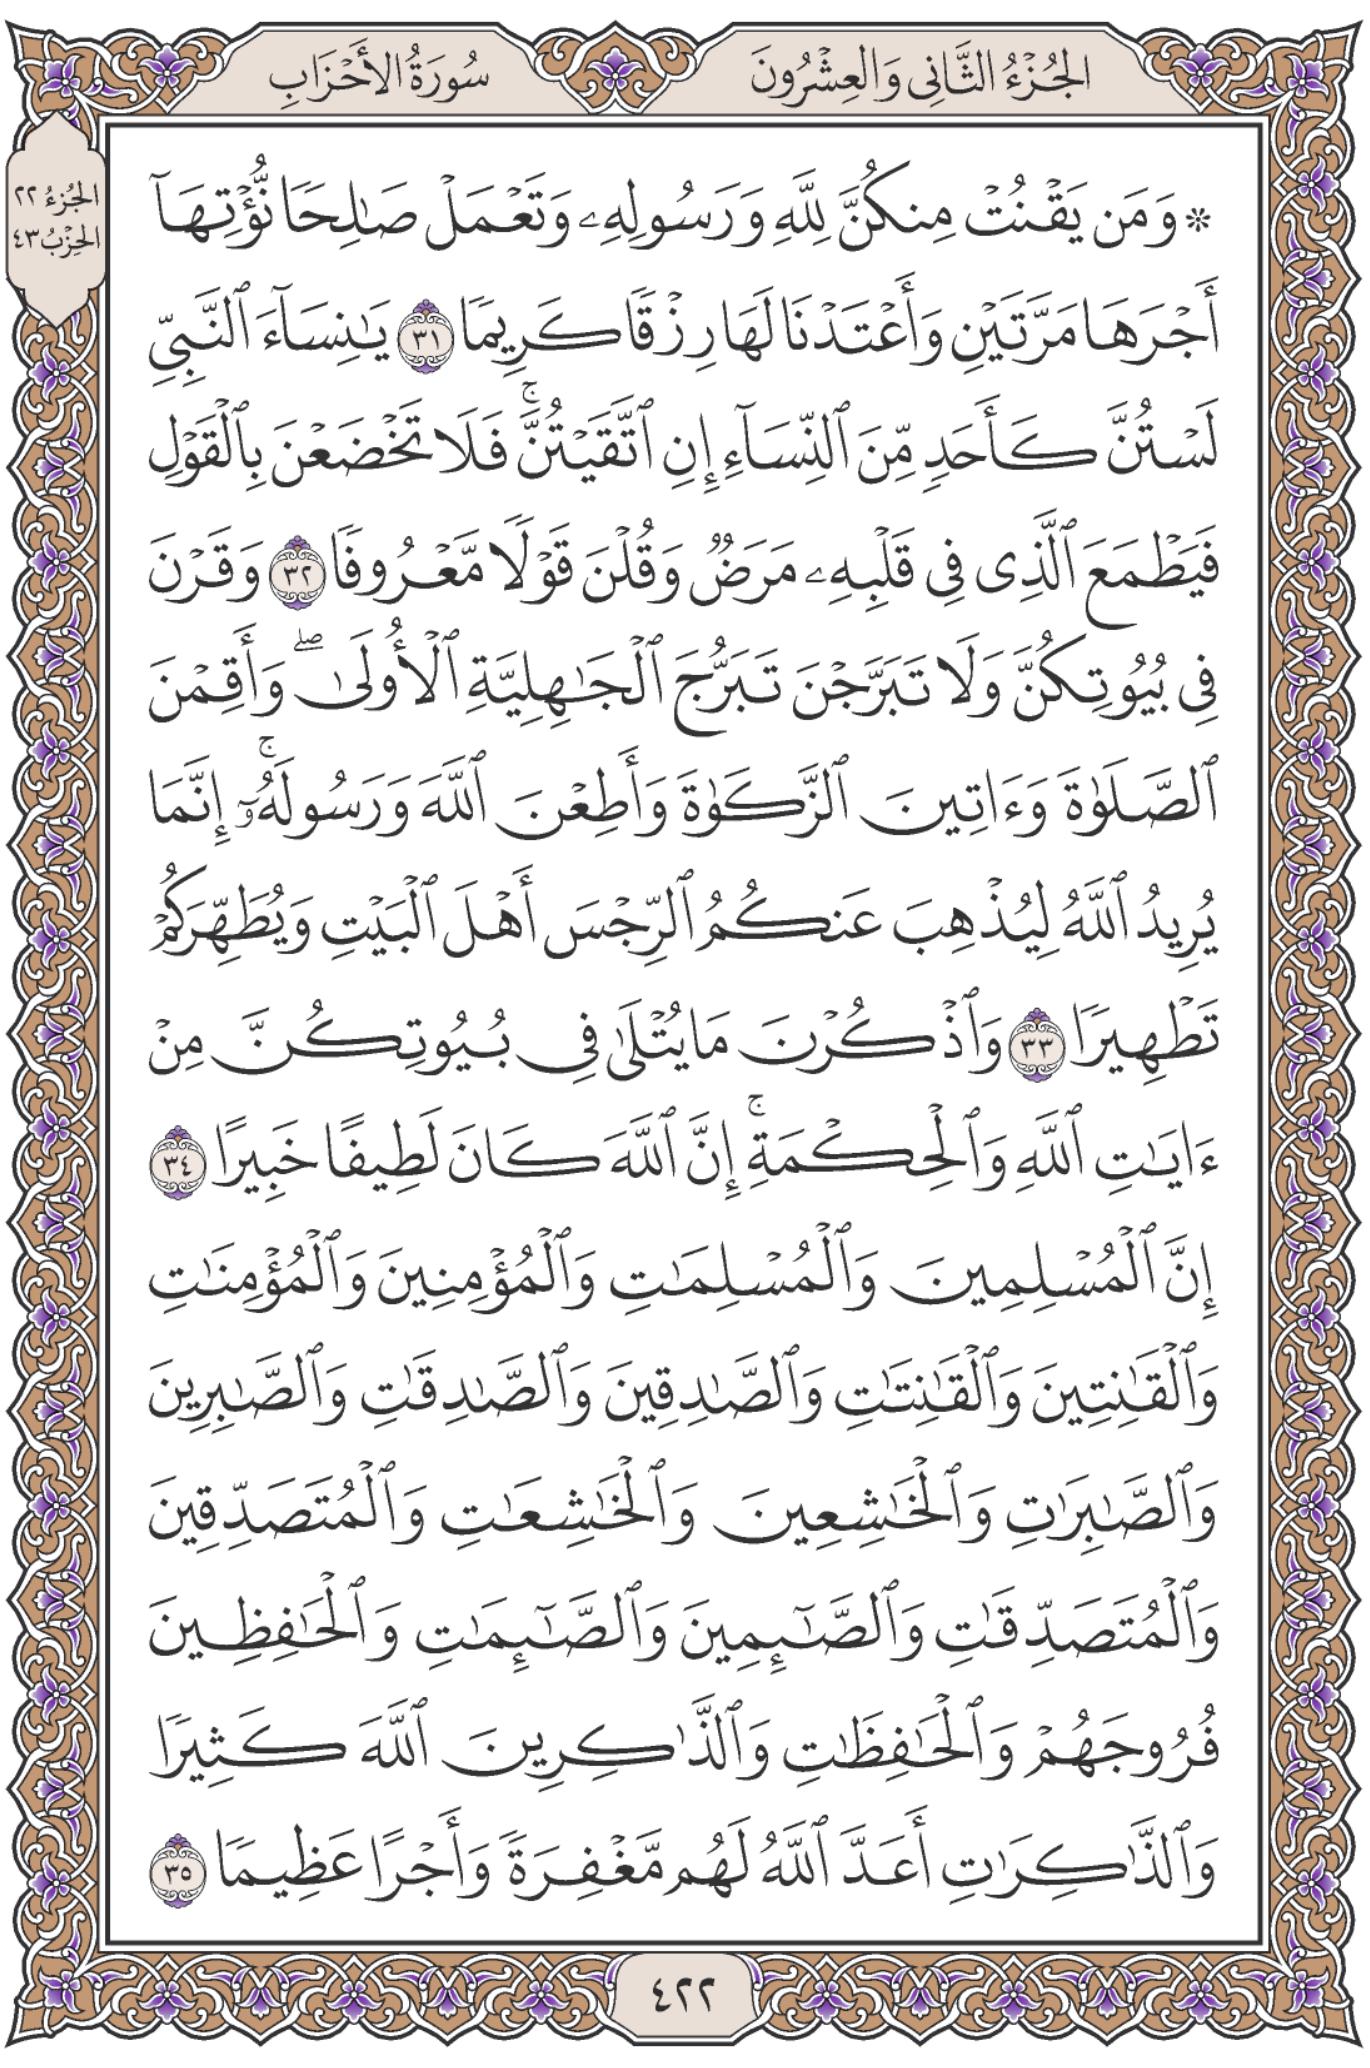 الجُزْءُ الثَّانِي وَالعِشْرُونَ
سُورَةُ الأَحْزَابِ
الجُزءُ ٢٢
الحِزْبُ ٤٣
۞ وَمَن يَقْنُتْ مِنكُنَّ لِلَّهِ وَرَسُولِهِۦ وَتَعْمَلْ صَٰلِحًا نُّؤْتِهَآ
أَجْرَهَا مَرَّتَيْنِ وَأَعْتَدْنَا لَهَا رِزْقًا كَرِيمًا ٣١ يَٰنِسَآءَ ٱلنَّبِيِّ
لَسْتُنَّ كَأَحَدٍ مِّنَ ٱلنِّسَآءِ إِنِ ٱتَّقَيْتُنَّۚ فَلَا تَخْضَعْنَ بِٱلْقَوْلِ
فَيَطْمَعَ ٱلَّذِى فِى قَلْبِهِۦ مَرَضٌ وَقُلْنَ قَوْلًا مَّعْرُوفًا ٣٢ وَقَرْنَ
فِى بُيُوتِكُنَّ وَلَا تَبَرَّجْنَ تَبَرُّجَ ٱلْجَٰهِلِيَّةِ ٱلْأُولَىٰۖ وَأَقِمْنَ
ٱلصَّلَوٰةَ وَءَاتِينَ ٱلزَّكَوٰةَ وَأَطِعْنَ ٱللَّهَ وَرَسُولَهُۥٓۚ إِنَّمَا
يُرِيدُ ٱللَّهُ لِيُذْهِبَ عَنكُمُ ٱلرِّجْسَ أَهْلَ ٱلْبَيْتِ وَيُطَهِّرَكُمْ
تَطْهِيرًا ٣٣ وَٱذْكُرْنَ مَا يُتْلَىٰ فِى بُيُوتِكُنَّ مِنْ
ءَايَٰتِ ٱللَّهِ وَٱلْحِكْمَةِۚ إِنَّ ٱللَّهَ كَانَ لَطِيفًا خَبِيرًا ٣٤
إِنَّ ٱلْمُسْلِمِينَ وَٱلْمُسْلِمَٰتِ وَٱلْمُؤْمِنِينَ وَٱلْمُؤْمِنَٰتِ
وَٱلْقَٰنِتِينَ وَٱلْقَٰنِتَٰتِ وَٱلصَّٰدِقِينَ وَٱلصَّٰدِقَٰتِ وَٱلصَّٰبِرِينَ
وَٱلصَّٰبِرَٰتِ وَٱلْخَٰشِعِينَ وَٱلْخَٰشِعَٰتِ وَٱلْمُتَصَدِّقِينَ
وَٱلْمُتَصَدِّقَٰتِ وَٱلصَّٰٓئِمِينَ وَٱلصَّٰٓئِمَٰتِ وَٱلْحَٰفِظِينَ
فُرُوجَهُمْ وَٱلْحَٰفِظَٰتِ وَٱلذَّٰكِرِينَ ٱللَّهَ كَثِيرًا
وَٱلذَّٰكِرَٰتِ أَعَدَّ ٱللَّهُ لَهُم مَّغْفِرَةً وَأَجْرًا عَظِيمًا ٣٥
٤٢٢